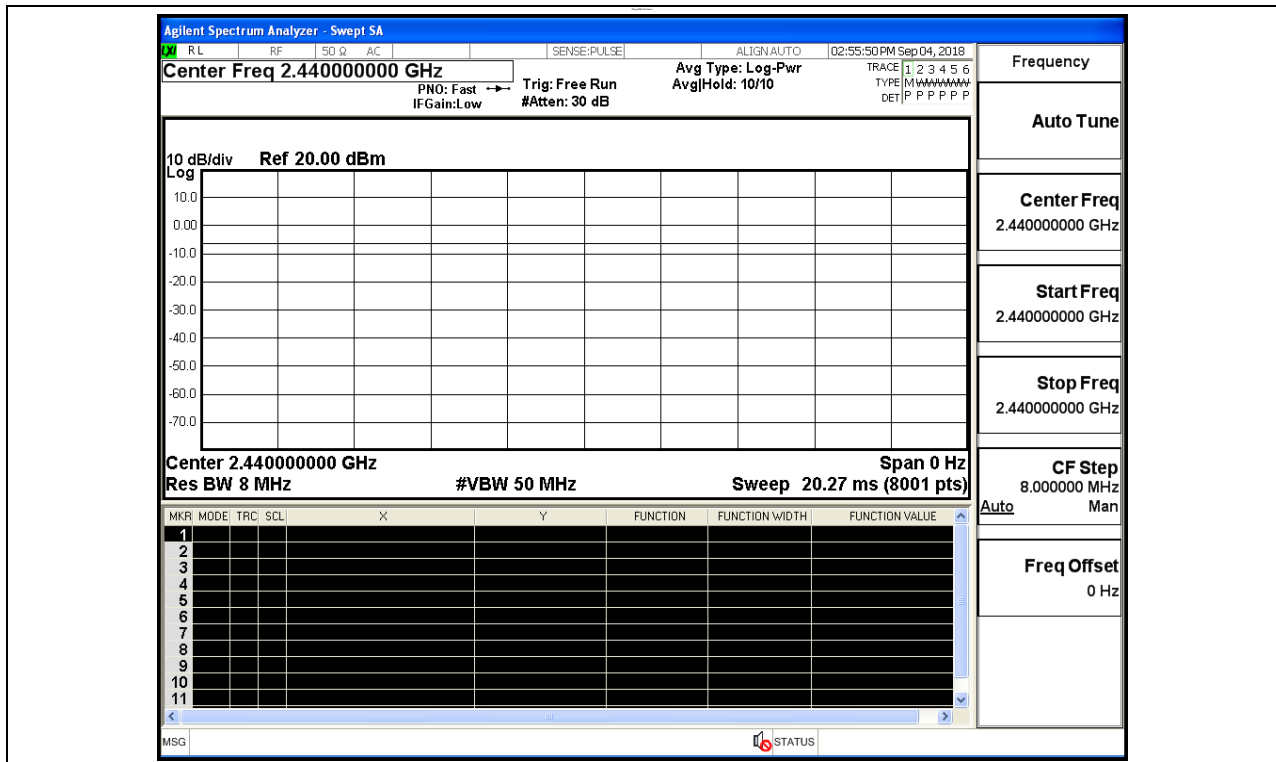 Agilent Spectrum Analyzer - Swept SA
LXI RL RF 50 Ω AC SENSE:PULSE ALIGN AUTO 02:55:50 PM Sep 04, 2018
Center Freq 2.440000000 GHz
PNO: Fast
IFGain:Low
Trig: Free Run
#Atten: 30 dB
Avg Type: Log-Pwr
Avg|Hold: 10/10
TRACE 1 2 3 4 5 6
TYPE M W W W W W
DET P P P P P P
10 dB/div Ref 20.00 dBm
Log
10.0
0.00
-10.0
-20.0
-30.0
-40.0
-50.0
-60.0
-70.0
Center 2.440000000 GHz Span 0 Hz
Res BW 8 MHz #VBW 50 MHz Sweep 20.27 ms (8001 pts)
MKR MODE TRC SCL X Y FUNCTION FUNCTION WIDTH FUNCTION VALUE
1
2
3
4
5
6
7
8
9
10
11
MSG STATUS
Frequency
Auto Tune
Center Freq
2.440000000 GHz
Start Freq
2.440000000 GHz
Stop Freq
2.440000000 GHz
CF Step
8.000000 MHz
Auto Man
Freq Offset
0 Hz